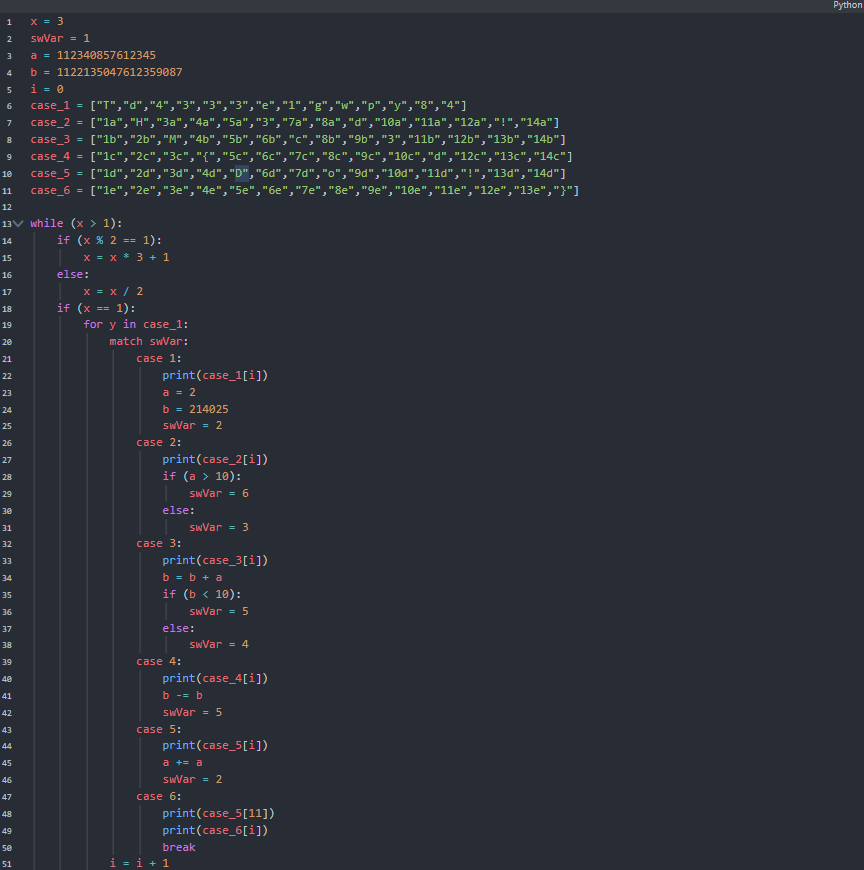 Python
1 x = 3
2 swVar = 1
3 a = 112340857612345
4 b = 1122135047612359087
5 i = 0
6 case_1 = ["T","d","4","3","3","3","e","1","g","w","p","y","8","4"]
7 case_2 = ["1a","H","3a","4a","5a","3","7a","8a","d","10a","11a","12a","!","14a"]
8 case_3 = ["1b","2b","M","4b","5b","6b","c","8b","9b","3","11b","12b","13b","14b"]
9 case_4 = ["1c","2c","3c","{","5c","6c","7c","8c","9c","10c","d","12c","13c","14c"]
10 case_5 = ["1d","2d","3d","4d","D","6d","7d","o","9d","10d","11d","!","13d","14d"]
11 case_6 = ["1e","2e","3e","4e","5e","6e","7e","8e","9e","10e","11e","12e","13e","}"]
12
13 while (x > 1):
14     if (x % 2 == 1):
15         x = x * 3 + 1
16     else:
17         x = x / 2
18     if (x == 1):
19         for y in case_1:
20             match swVar:
21                 case 1:
22                     print(case_1[i])
23                     a = 2
24                     b = 214025
25                     swVar = 2
26                 case 2:
27                     print(case_2[i])
28                     if (a > 10):
29                         swVar = 6
30                     else:
31                         swVar = 3
32                 case 3:
33                     print(case_3[i])
34                     b = b + a
35                     if (b < 10):
36                         swVar = 5
37                     else:
38                         swVar = 4
39                 case 4:
40                     print(case_4[i])
41                     b -= b
42                     swVar = 5
43                 case 5:
44                     print(case_5[i])
45                     a += a
46                     swVar = 2
47                 case 6:
48                     print(case_5[11])
49                     print(case_6[i])
50                     break
51             i = i + 1